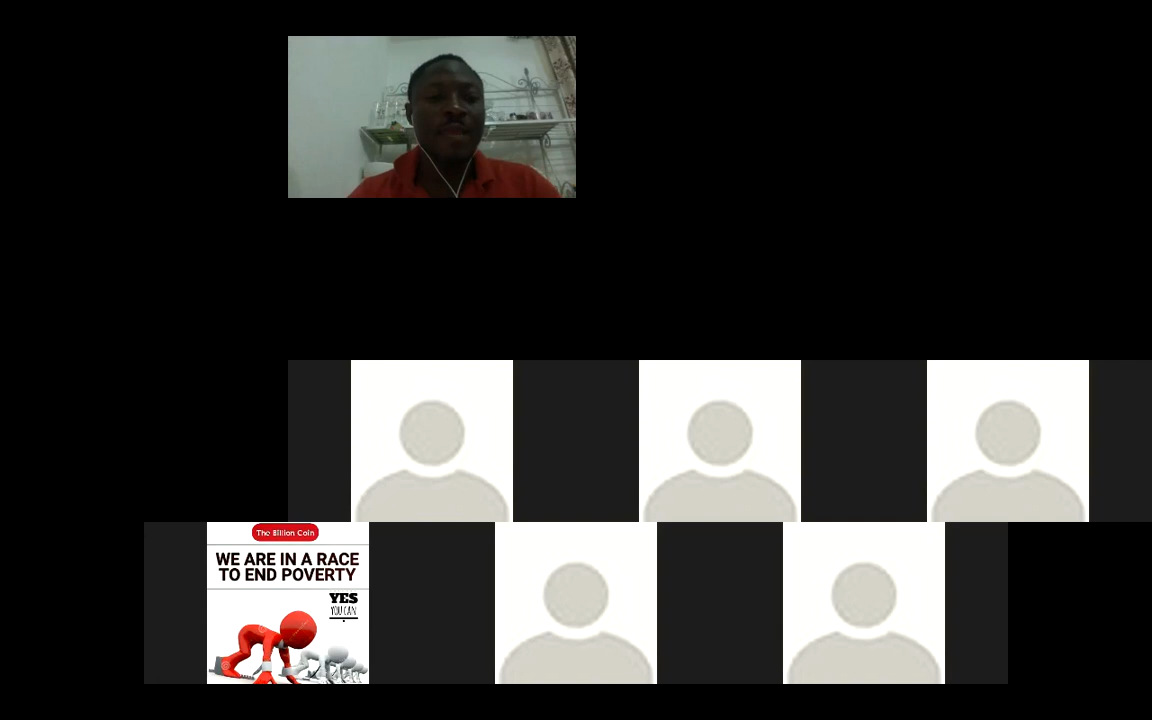 The Billion Coin
WE ARE IN A RACE
TO END POVERTY
YES
YOU CAN